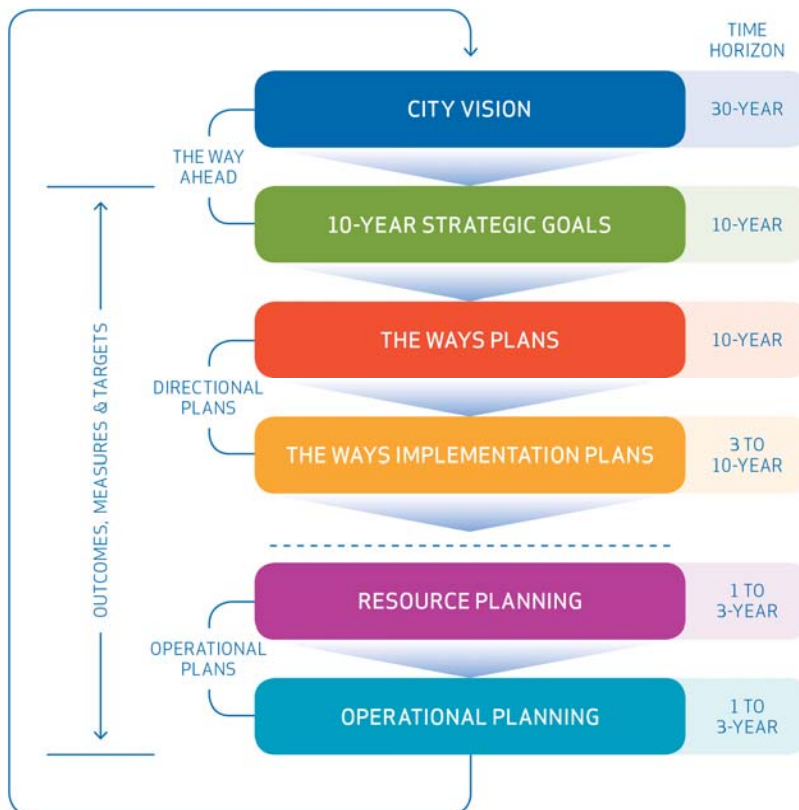 TIME
HORIZON
CITY VISION
30-YEAR
THE WAY
AHEAD
10-YEAR STRATEGIC GOALS
10-YEAR
THE WAYS PLANS
10-YEAR
DIRECTIONAL
PLANS
THE WAYS IMPLEMENTATION PLANS
3 TO
10-YEAR
OUTCOMES, MEASURES & TARGETS
RESOURCE PLANNING
1 TO
3-YEAR
OPERATIONAL
PLANS
OPERATIONAL PLANNING
1 TO
3-YEAR